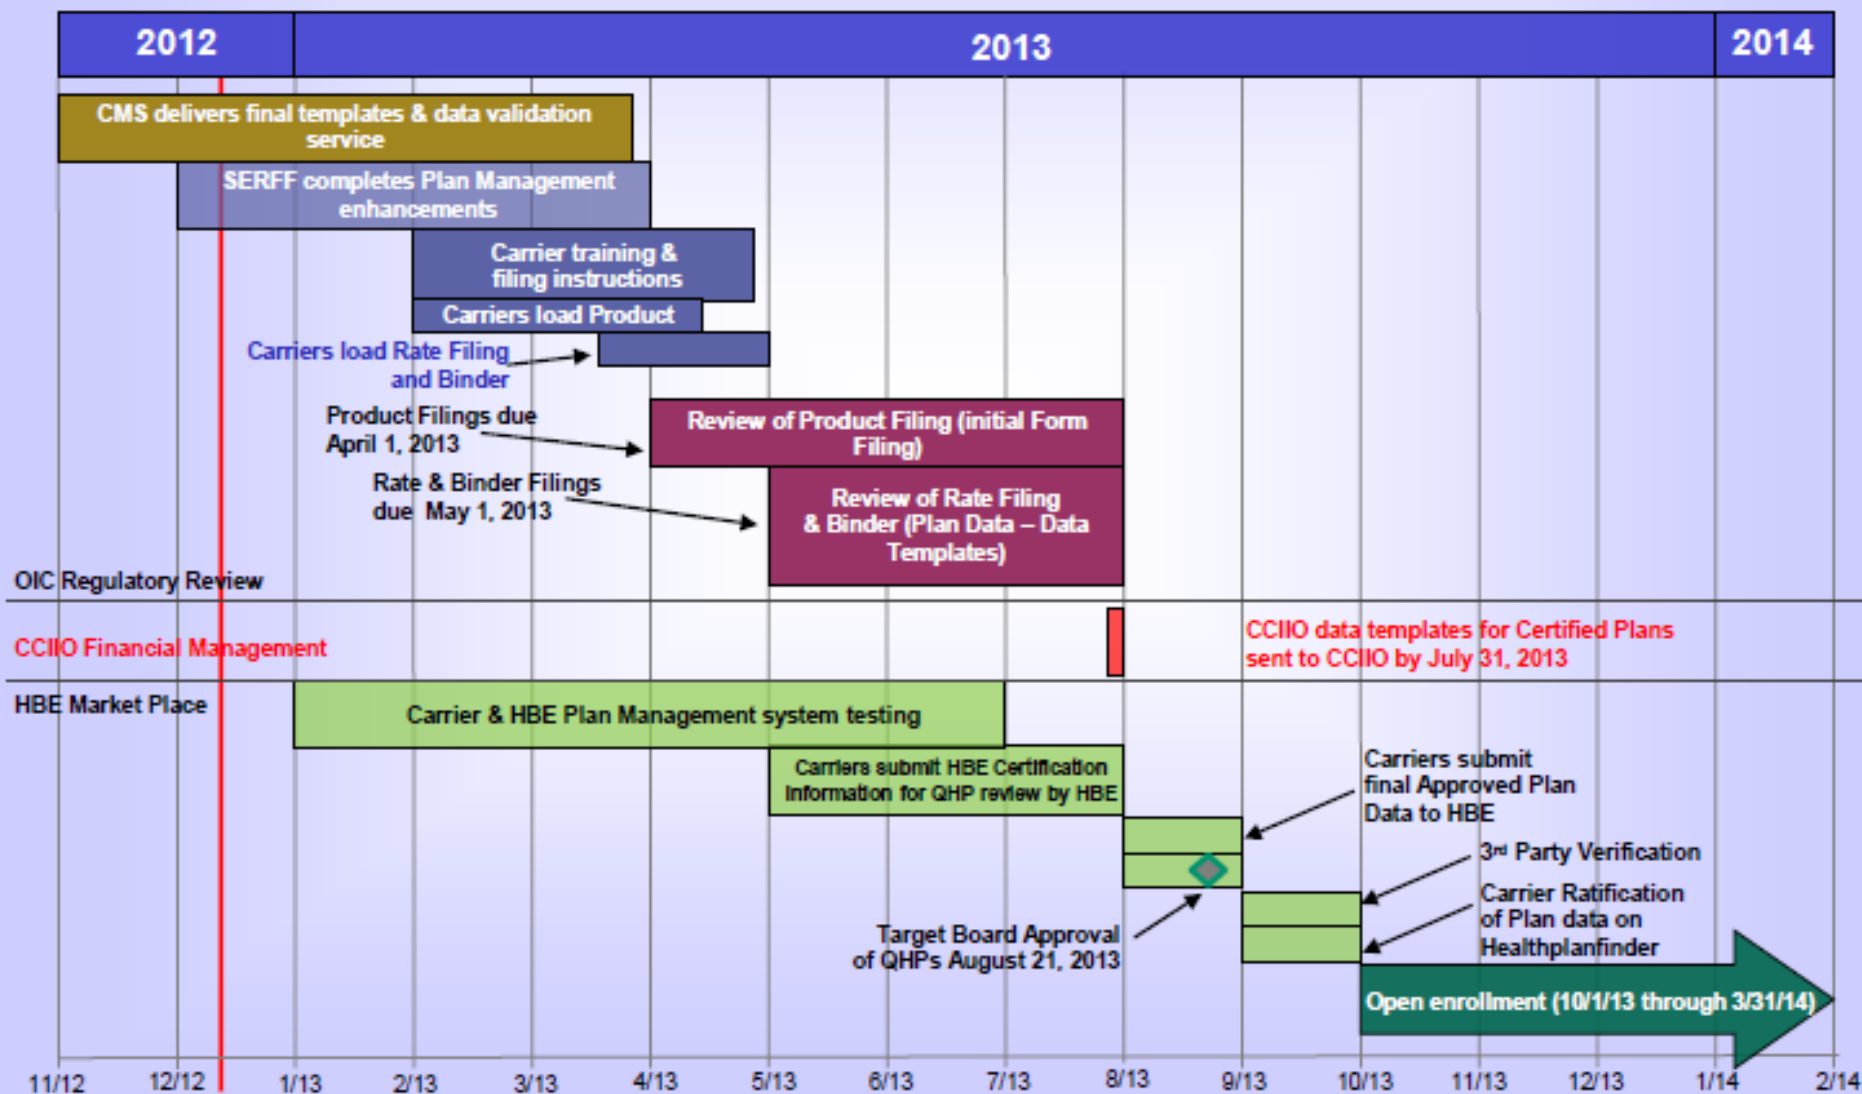 2012
2013
2014
CMS delivers final templates & data validation
service
SERFF completes Plan Management
enhancements
Carrier training &
filing instructions
Carriers load Product
Carriers load Rate Filing
and Binder
Product Filings due
April 1, 2013
Review of Product Filing (initial Form
Filing)
Rate & Binder Filings
due May 1, 2013
Review of Rate Filing
& Binder (Plan Data – Data
Templates)
OIC Regulatory Review
CCIIO Financial Management
CCIIO data templates for Certified Plans
sent to CCIIO by July 31, 2013
HBE Market Place
Carrier & HBE Plan Management system testing
Carriers submit HBE Certification
Information for QHP review by HBE
Carriers submit
final Approved Plan
Data to HBE
3rd Party Verification
Carrier Ratification
of Plan data on
Healthplanfinder
Target Board Approval
of QHPs August 21, 2013
Open enrollment (10/1/13 through 3/31/14)
11/12
12/12
1/13
2/13
3/13
4/13
5/13
6/13
7/13
8/13
9/13
10/13
11/13
12/13
1/14
2/14